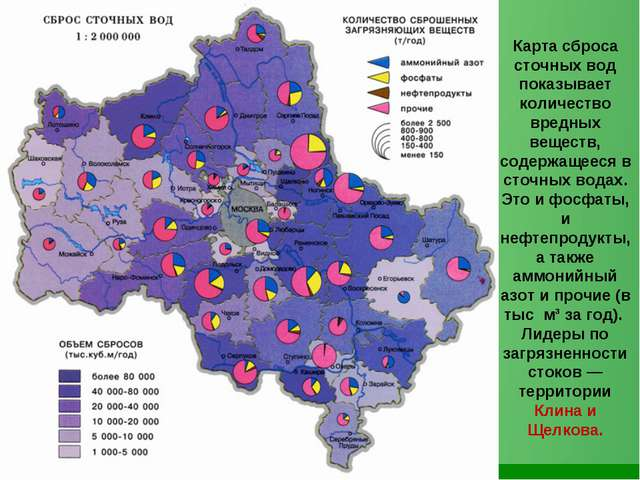 СБРОС СТОЧНЫХ ВОД
1 : 2 000 000
КОЛИЧЕСТВО СБРОШЕННЫХ
ЗАГРЯЗНЯЮЩИХ ВЕЩЕСТВ
(т/год)
аммонийный азот
фосфаты
нефтепродукты
прочие
более 2 500
800-900
400-800
150-400
менее 150
Талдом
Клин
Дмитров
Сергиев Посад
Лотошино
Шаховская
Волоколамск
Солнечногорск
Пушкино
Истра
Мытищи
Щелково
Ногинск
Орехово-Зуево
Красногорск
Балашиха
Павловский Посад
Руза
МОСКВА
Одинцово
Люберцы
Можайск
Видное
Раменское
Шатура
Наро-Фоминск
Подольск
Домодедово
Егорьевск
Воскресенск
Чехов
Коломна
Серпухов
Ступино
Озеры
Луховицы
Кашира
Зарайск
Серебряные
Пруды
ОБЪЕМ СБРОСОВ
(тыс.куб.м/год)
более 80 000
40 000-80 000
20 000-40 000
10 000-20 000
5 000-10 000
1 000-5 000
Карта сброса
сточных вод
показывает
количество
вредных
веществ,
содержащееся в
сточных водах.
Это и фосфаты,
и
нефтепродукты,
а также
аммонийный
азот и прочие (в
тыс м³ за год).
Лидеры по
загрязненности
стоков —
территории
Клина и
Щелкова.